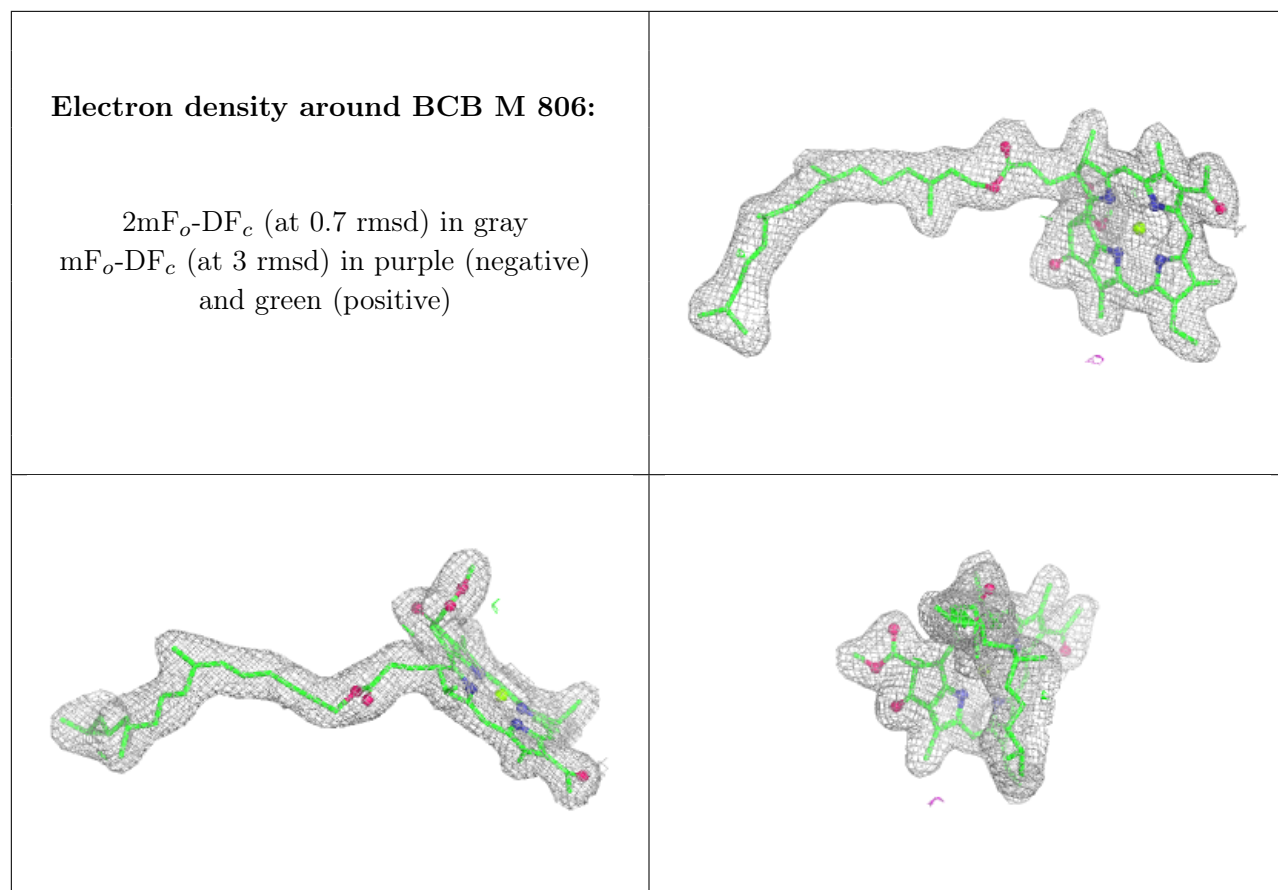 Electron density around BCB M 806:
2mFₒ-DF𝒸 (at 0.7 rmsd) in gray
mFₒ-DF𝒸 (at 3 rmsd) in purple (negative)
and green (positive)